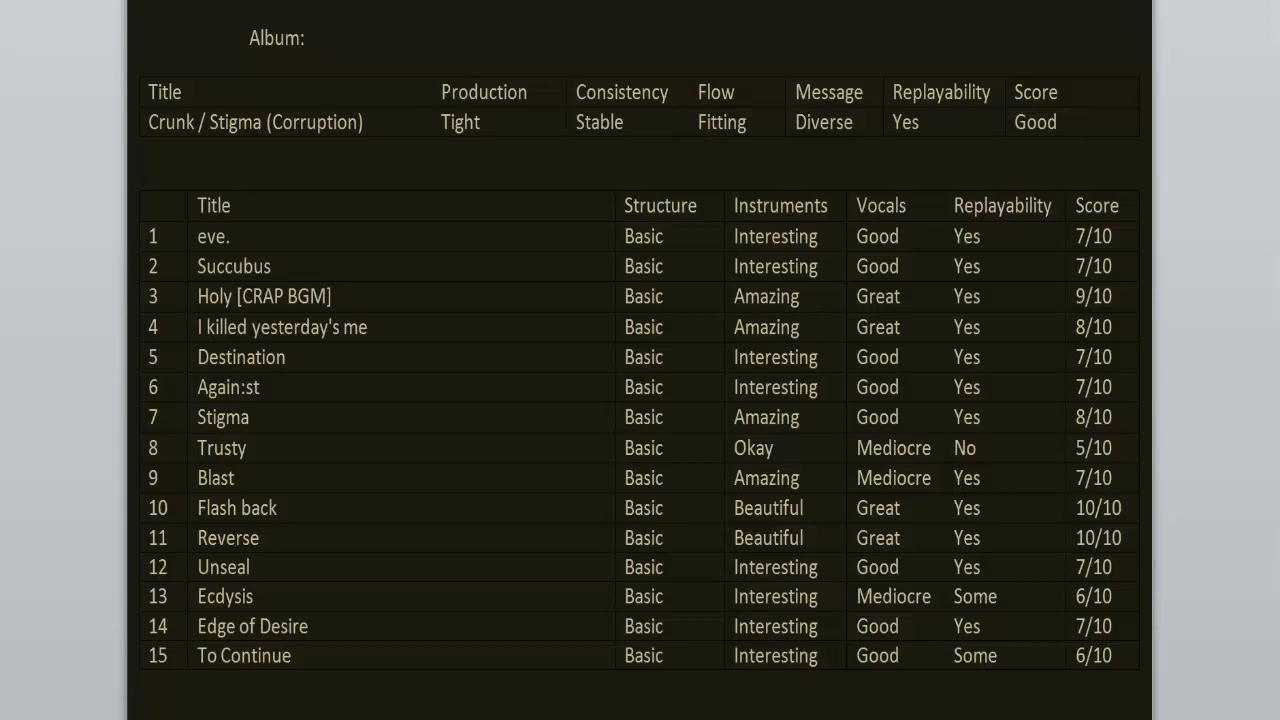 Album:
Title Production Consistency Flow Message Replayability Score
Crunk / Stigma (Corruption) Tight Stable Fitting Diverse Yes Good
Title Structure Instruments Vocals Replayability Score
1 eve. Basic Interesting Good Yes 7/10
2 Succubus Basic Interesting Good Yes 7/10
3 Holy [CRAP BGM] Basic Amazing Great Yes 9/10
4 I killed yesterday's me Basic Amazing Great Yes 8/10
5 Destination Basic Interesting Good Yes 7/10
6 Again:st Basic Interesting Good Yes 7/10
7 Stigma Basic Amazing Good Yes 8/10
8 Trusty Basic Okay Mediocre No 5/10
9 Blast Basic Amazing Mediocre Yes 7/10
10 Flash back Basic Beautiful Great Yes 10/10
11 Reverse Basic Beautiful Great Yes 10/10
12 Unseal Basic Interesting Good Yes 7/10
13 Ecdysis Basic Interesting Mediocre Some 6/10
14 Edge of Desire Basic Interesting Good Yes 7/10
15 To Continue Basic Interesting Good Some 6/10